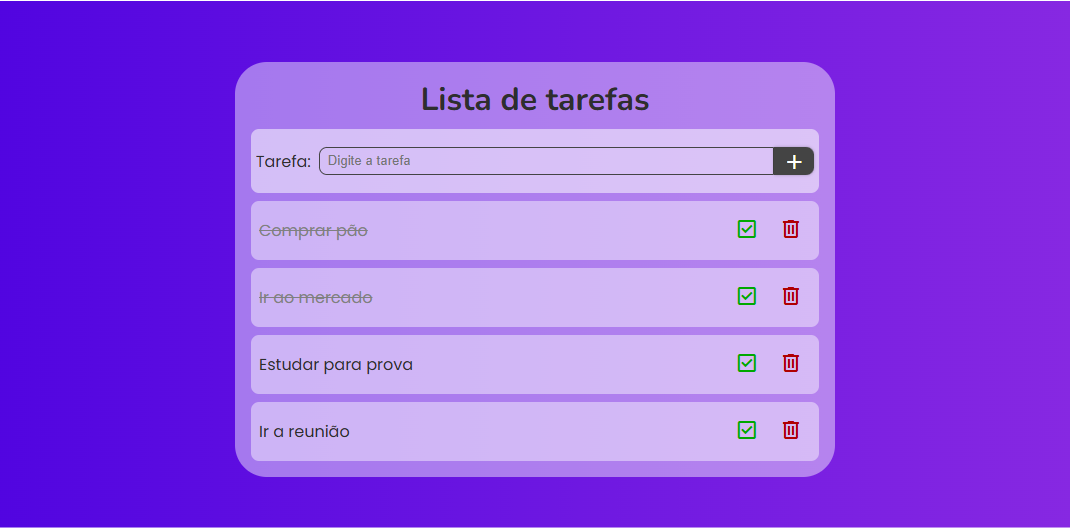 Lista de tarefas
Tarefa: Digite a tarefa +
Comprar pão
Ir ao mercado
Estudar para prova
Ir a reunião